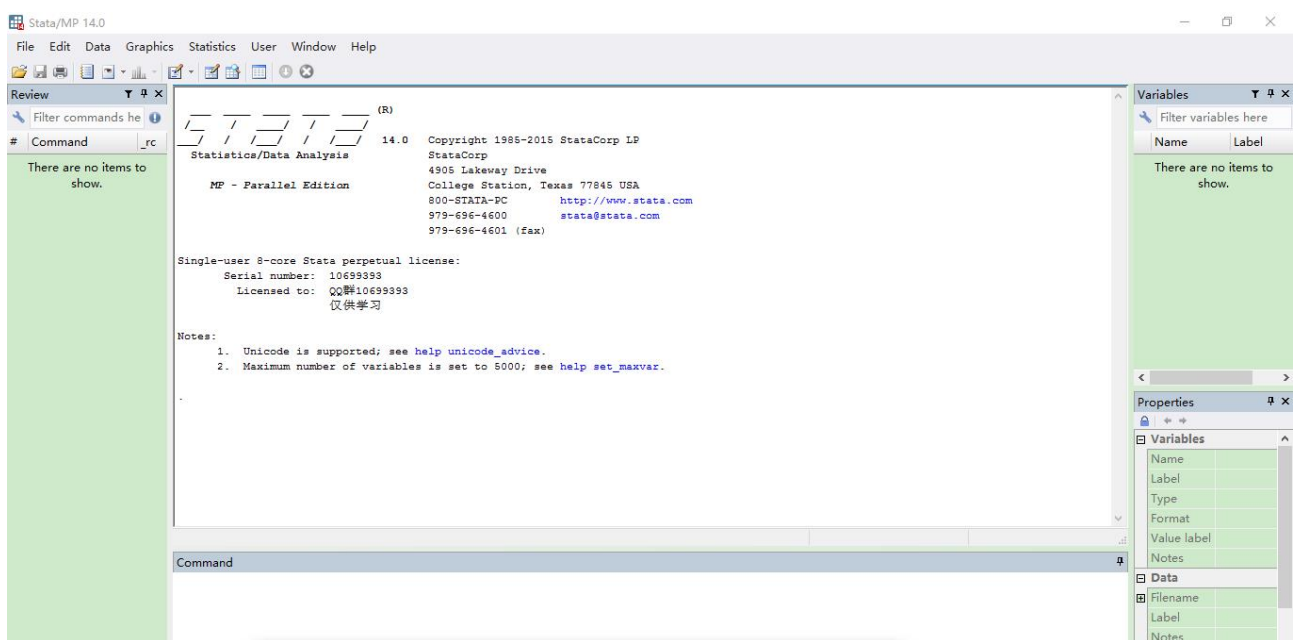 Stata/MP 14.0
File Edit Data Graphics Statistics User Window Help
Review
Filter commands he
# Command _rc
There are no items to
show.
(R)
14.0 Copyright 1985-2015 StataCorp LP
Statistics/Data Analysis StataCorp
4905 Lakeway Drive
MP - Parallel Edition College Station, Texas 77845 USA
800-STATA-PC http://www.stata.com
979-696-4600 stata@stata.com
979-696-4601 (fax)
Single-user 8-core Stata perpetual license:
Serial number: 10699393
Licensed to: QQ群10699393
仅供学习
Notes:
1. Unicode is supported; see help unicode_advice.
2. Maximum number of variables is set to 5000; see help set_maxvar.
.
Command
Variables
Filter variables here
Name Label
There are no items to
show.
Properties
Variables
Name
Label
Type
Format
Value label
Notes
Data
Filename
Label
Notes